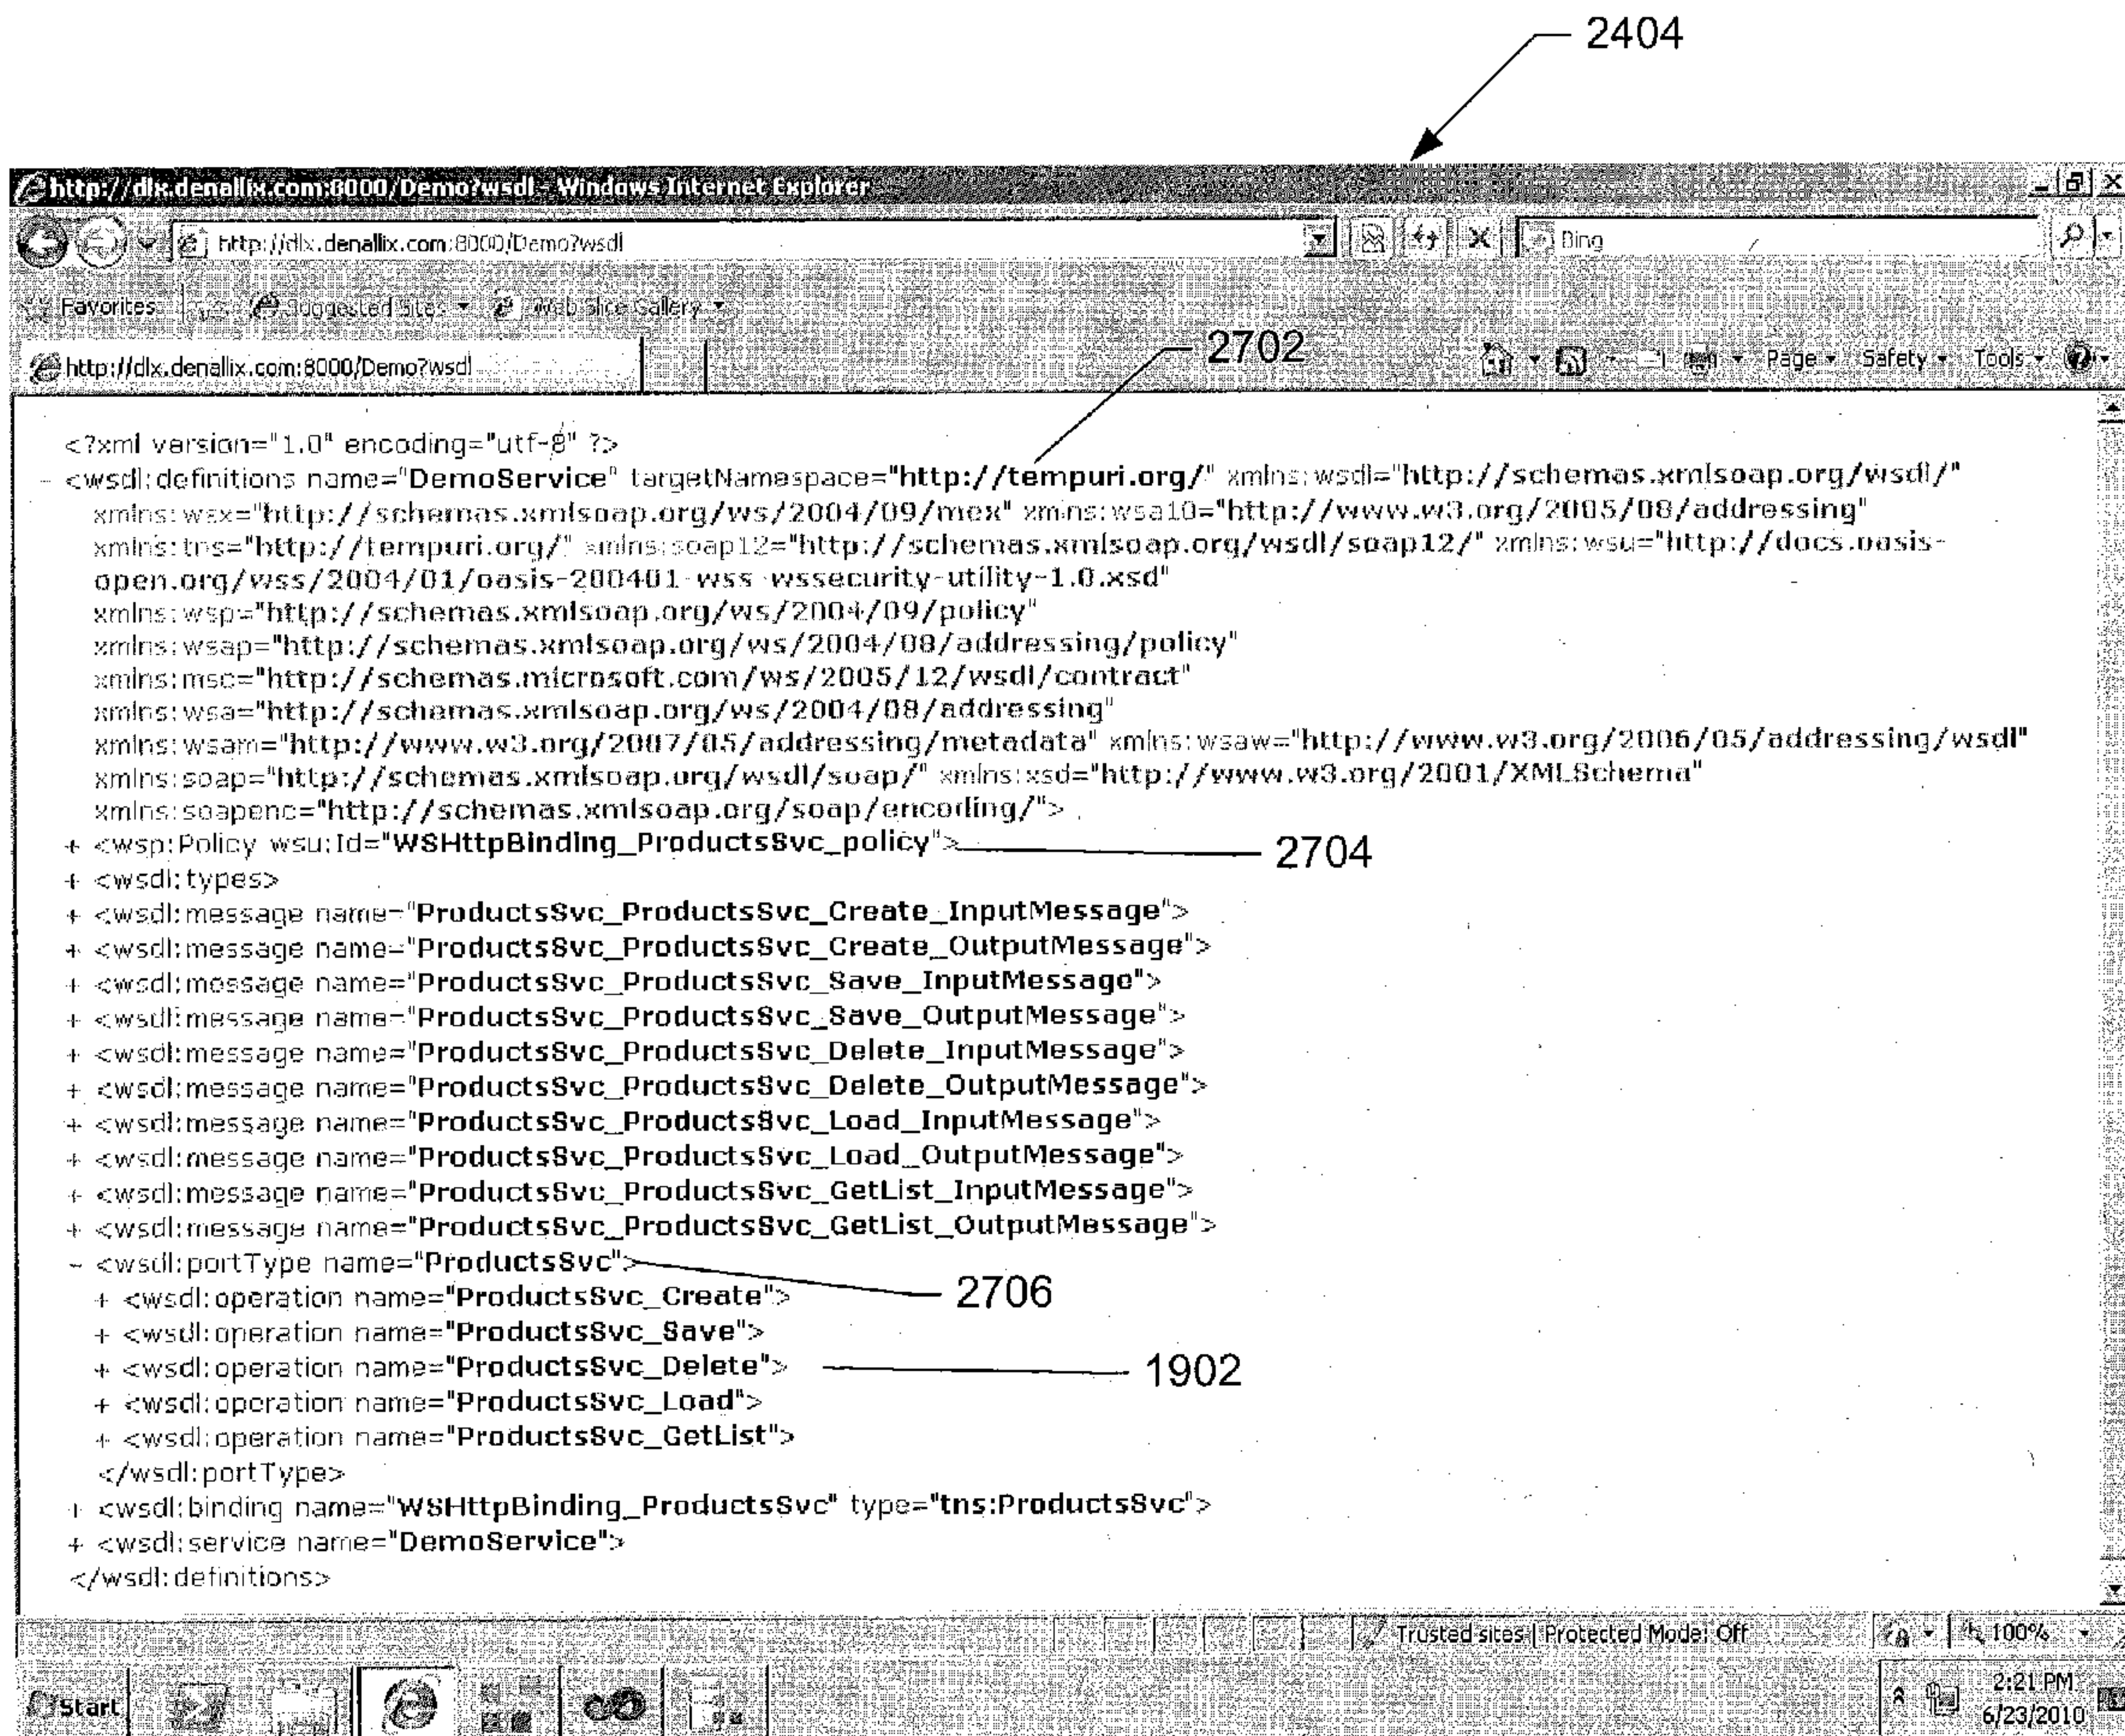 2404
http://dlx.denallix.com:8000/Demo?wsdl - Windows Internet Explorer
http://dlx.denallix.com:8000/Demo?wsdl
Bing
Favorites Suggested Sites Web Slice Gallery
2702
http://dlx.denallix.com:8000/Demo?wsdl
Page Safety Tools
<?xml version="1.0" encoding="utf-8" ?>
- <wsdl:definitions name="DemoService" targetNamespace="http://tempuri.org/" xmlns:wsdl="http://schemas.xmlsoap.org/wsdl/"
xmlns:wsx="http://schemas.xmlsoap.org/ws/2004/09/mex" xmlns:wsa10="http://www.w3.org/2005/08/addressing"
xmlns:tns="http://tempuri.org/" xmlns:soap12="http://schemas.xmlsoap.org/wsdl/soap12/" xmlns:wsu="http://docs.oasis-
open.org/wss/2004/01/oasis-200401-wss-wssecurity-utility-1.0.xsd"
xmlns:wsp="http://schemas.xmlsoap.org/ws/2004/09/policy"
xmlns:wsap="http://schemas.xmlsoap.org/ws/2004/08/addressing/policy"
xmlns:msc="http://schemas.microsoft.com/ws/2005/12/wsdl/contract"
xmlns:wsa="http://schemas.xmlsoap.org/ws/2004/08/addressing"
xmlns:wsam="http://www.w3.org/2007/05/addressing/metadata" xmlns:wsaw="http://www.w3.org/2006/05/addressing/wsdl"
xmlns:soap="http://schemas.xmlsoap.org/wsdl/soap/" xmlns:xsd="http://www.w3.org/2001/XMLSchema"
xmlns:soapenc="http://schemas.xmlsoap.org/soap/encoding/">
+ <wsp:Policy wsu:Id="WSHttpBinding_ProductsSvc_policy"> 2704
+ <wsdl:types>
+ <wsdl:message name="ProductsSvc_ProductsSvc_Create_InputMessage">
+ <wsdl:message name="ProductsSvc_ProductsSvc_Create_OutputMessage">
+ <wsdl:message name="ProductsSvc_ProductsSvc_Save_InputMessage">
+ <wsdl:message name="ProductsSvc_ProductsSvc_Save_OutputMessage">
+ <wsdl:message name="ProductsSvc_ProductsSvc_Delete_InputMessage">
+ <wsdl:message name="ProductsSvc_ProductsSvc_Delete_OutputMessage">
+ <wsdl:message name="ProductsSvc_ProductsSvc_Load_InputMessage">
+ <wsdl:message name="ProductsSvc_ProductsSvc_Load_OutputMessage">
+ <wsdl:message name="ProductsSvc_ProductsSvc_GetList_InputMessage">
+ <wsdl:message name="ProductsSvc_ProductsSvc_GetList_OutputMessage">
- <wsdl:portType name="ProductsSvc">
+ <wsdl:operation name="ProductsSvc_Create"> 2706
+ <wsdl:operation name="ProductsSvc_Save">
+ <wsdl:operation name="ProductsSvc_Delete"> 1902
+ <wsdl:operation name="ProductsSvc_Load">
+ <wsdl:operation name="ProductsSvc_GetList">
</wsdl:portType>
+ <wsdl:binding name="WSHttpBinding_ProductsSvc" type="tns:ProductsSvc">
+ <wsdl:service name="DemoService">
</wsdl:definitions>
Trusted sites | Protected Mode: Off 100%
Start
2:21 PM
6/23/2010